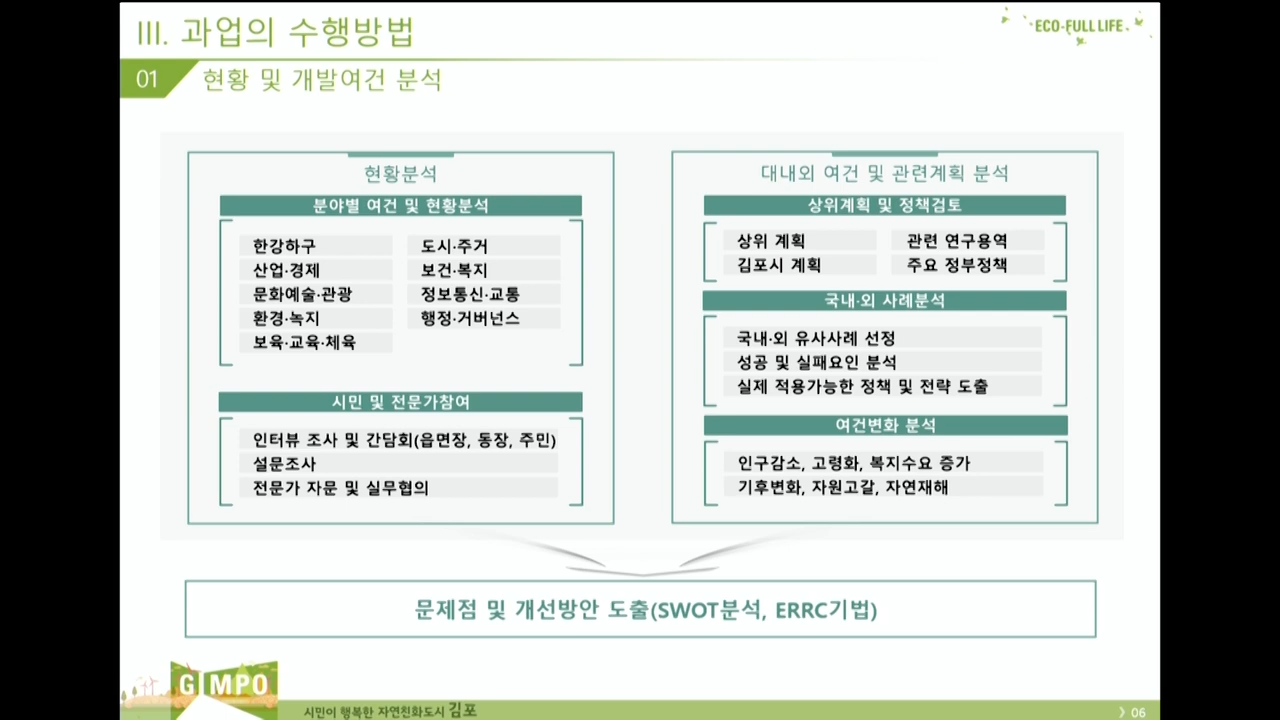 III. 과업의 수행방법
ECO-FULL LIFE
01
현황 및 개발여건 분석
현황분석
분야별 여건 및 현황분석
한강하구
도시·주거
산업·경제
보건·복지
문화예술·관광
정보통신·교통
환경·녹지
행정·거버넌스
보육·교육·체육
시민 및 전문가참여
인터뷰 조사 및 간담회(읍면장, 동장, 주민)
설문조사
전문가 자문 및 실무협의
대내외 여건 및 관련계획 분석
상위계획 및 정책검토
상위 계획
관련 연구용역
김포시 계획
주요 정부정책
국내·외 사례분석
국내·외 유사사례 선정
성공 및 실패요인 분석
실제 적용가능한 정책 및 전략 도출
여건변화 분석
인구감소, 고령화, 복지수요 증가
기후변화, 자원고갈, 자연재해
문제점 및 개선방안 도출(SWOT분석, ERRC기법)
GIMPO
시민이 행복한 자연친화도시 김포
》06